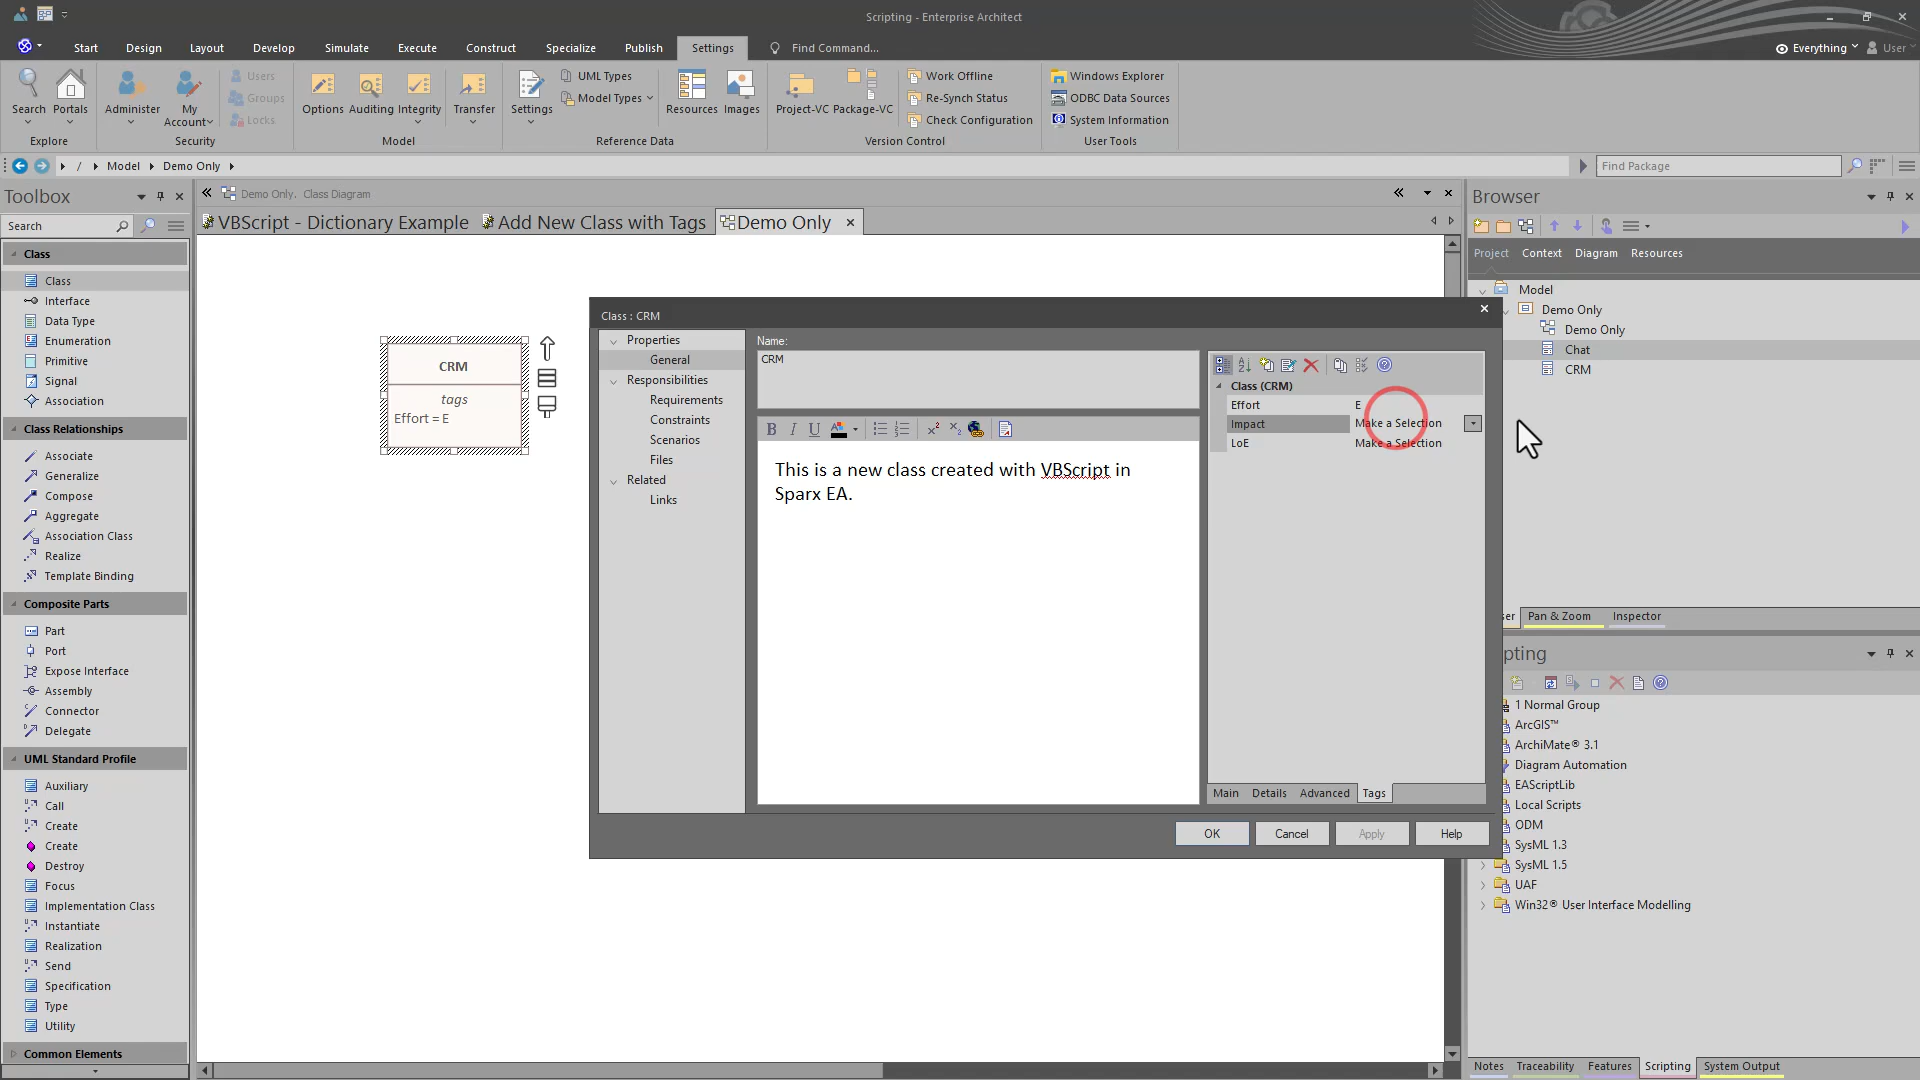 Scripting - Enterprise Architect
Start Design Layout Develop Simulate Execute Construct Specialize Publish Settings Find Command... Everything User
Search Portals Administer My Account Users Groups Locks Options Auditing Integrity Transfer Settings UML Types Model Types Resources Images Project-VC Package-VC Work Offline Re-Synch Status Check Configuration Windows Explorer ODBC Data Sources System Information
Explore Security Model Reference Data Version Control User Tools
/ Model Demo Only Find Package
Toolbox
Search
Class
Class
Interface
Data Type
Enumeration
Primitive
Signal
Association
Class Relationships
Associate
Generalize
Compose
Aggregate
Association Class
Realize
Template Binding
Composite Parts
Part
Port
Expose Interface
Assembly
Connector
Delegate
UML Standard Profile
Auxiliary
Call
Create
Create
Destroy
Focus
Implementation Class
Instantiate
Realization
Send
Specification
Type
Utility
Common Elements
Demo Only. Class Diagram
VBScript - Dictionary Example Add New Class with Tags Demo Only
CRM
tags
Effort = E
Class : CRM
Properties
General
Responsibilities
Requirements
Constraints
Scenarios
Files
Related
Links
Name:
CRM
B I U
This is a new class created with VBScript in
Sparx EA.
Class (CRM)
Effort E
Impact Make a Selection
LoE Make a Selection
Main Details Advanced Tags
OK Cancel Apply Help
Browser
Project Context Diagram Resources
Model
Demo Only
Demo Only
Chat
CRM
ser Pan & Zoom Inspector
pting
1 Normal Group
ArcGIS™
ArchiMate® 3.1
Diagram Automation
EAScriptLib
Local Scripts
ODM
SysML 1.3
SysML 1.5
UAF
Win32® User Interface Modelling
Notes Traceability Features Scripting System Output